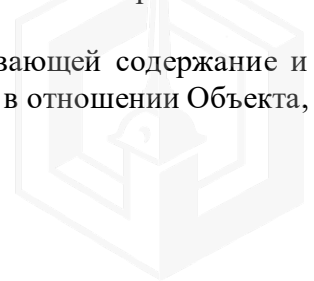 вающей содержание и
в отношении Объекта,